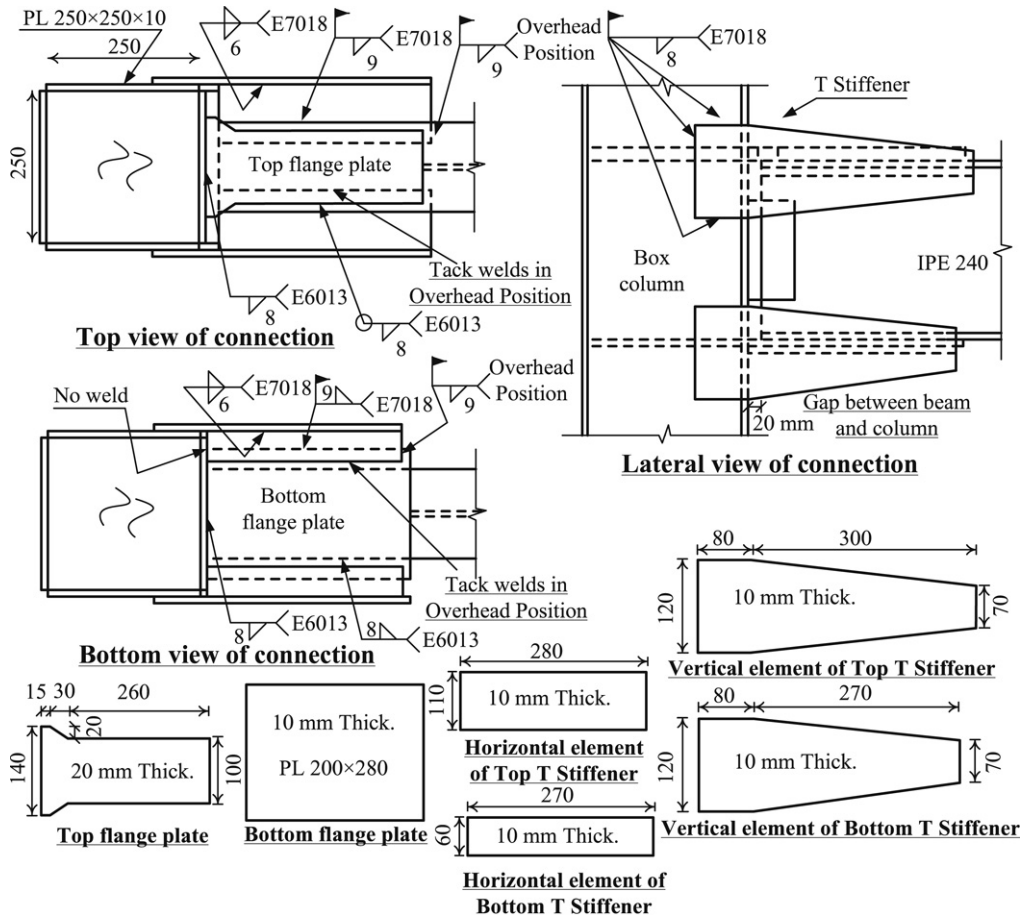 PL 250×250×10
250
250
6
E7018
9
E7018
9
Overhead
Position
Top flange plate
Tack welds in
Overhead Position
8
E6013
8
E6013
Top view of connection
8
E7018
T Stiffener
Box
column
IPE 240
20 mm
Gap between beam
and column
Lateral view of connection
No weld
6
E7018
9
E7018
9
Overhead
Position
Bottom
flange plate
Tack welds in
Overhead Position
8
E6013
8
E6013
Bottom view of connection
15 30 260
20
140
100
20 mm Thick.
Top flange plate
10 mm Thick.
PL 200×280
Bottom flange plate
280
110
10 mm Thick.
Horizontal element
of Top T Stiffener
270
60
10 mm Thick.
Horizontal element of
Bottom T Stiffener
80 300
120
10 mm Thick.
70
Vertical element of Top T Stiffener
80 270
120
10 mm Thick.
70
Vertical element of Bottom T Stiffener